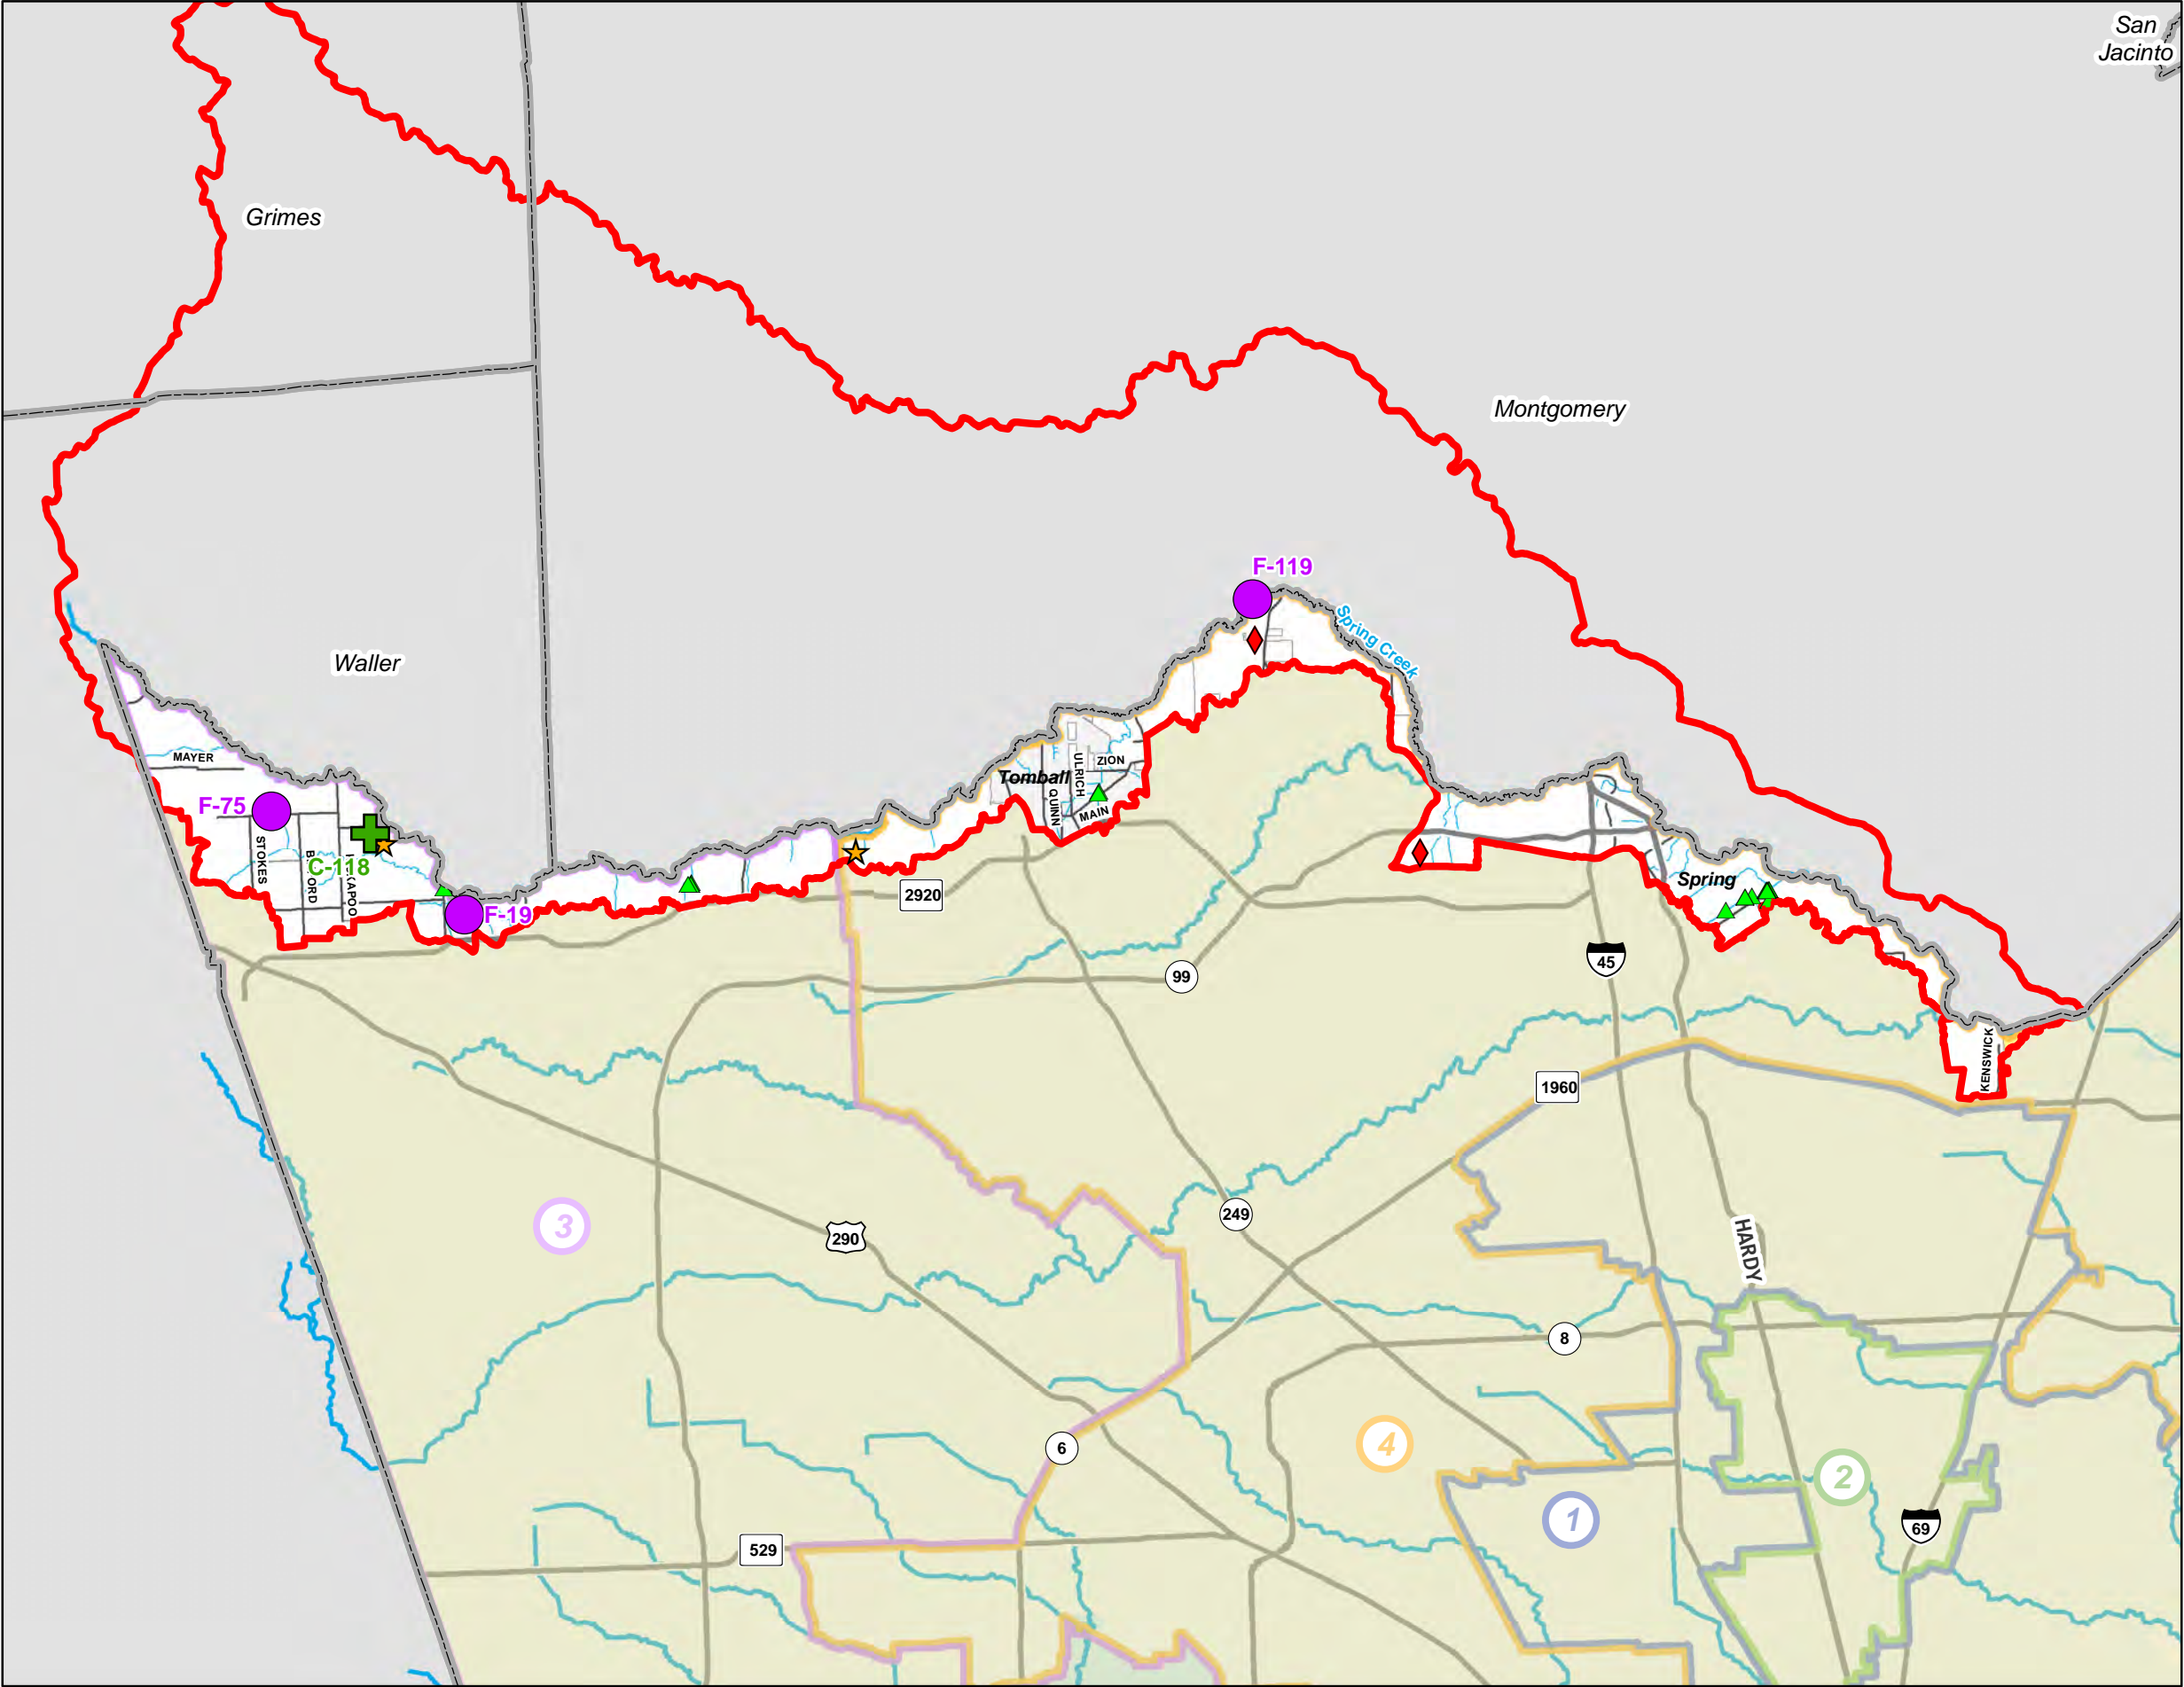 San
Jacinto
Grimes
Montgomery
F-119
Spring Creek
Waller
MAYER
ZION
ULRICH
Tomball
QUINN
MAIN
F-75
STOKES
C-118
F-19
2920
Spring
45
99
KENSWICK
1960
3
249
290
HARDY
8
4
6
2
1
69
529